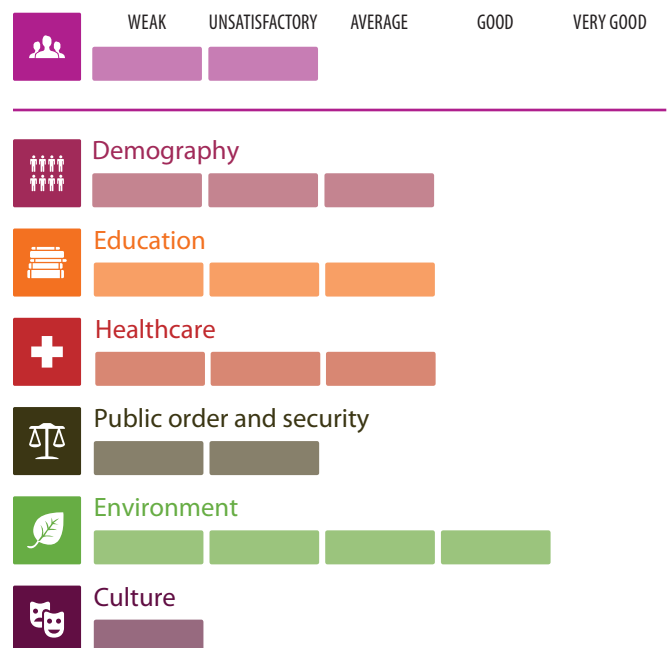 WEAK UNSATISFACTORY AVERAGE GOOD VERY GOOD
Demography
Education
Healthcare
Public order and security
Environment
Culture